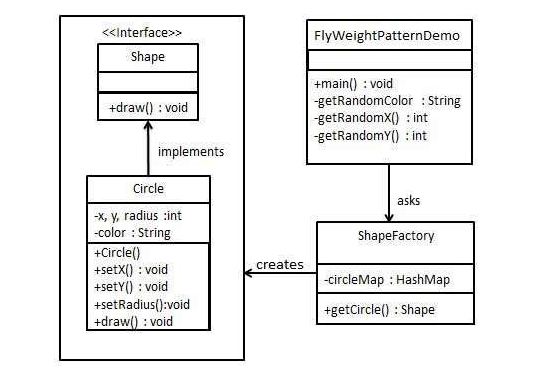 <<Interface>>
Shape
+draw() : void
implements
Circle
-x, y, radius :int
-color : String
+Circle()
+setX() : void
+setY() : void
+setRadius():void
+draw() : void
FlyWeightPatternDemo
+main() : void
-getRandomColor : String
-getRandomX() : int
-getRandomY() : int
asks
ShapeFactory
-circleMap : HashMap
+getCircle() : Shape
creates